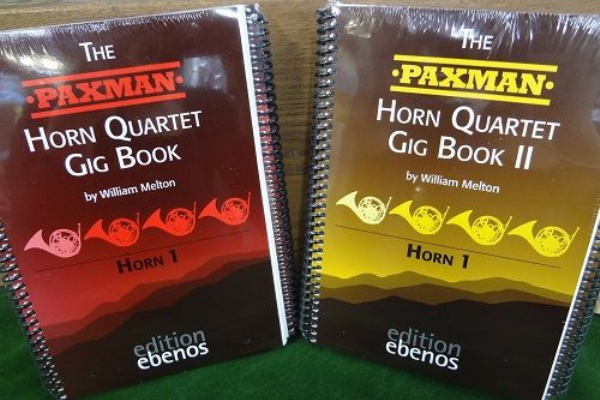 THE
PAXMAN
HORN QUARTET
GIG BOOK
by William Melton
HORN 1
edition
ebenos
THE
PAXMAN
HORN QUARTET
GIG BOOK II
by William Melton
HORN 1
edition
ebenos